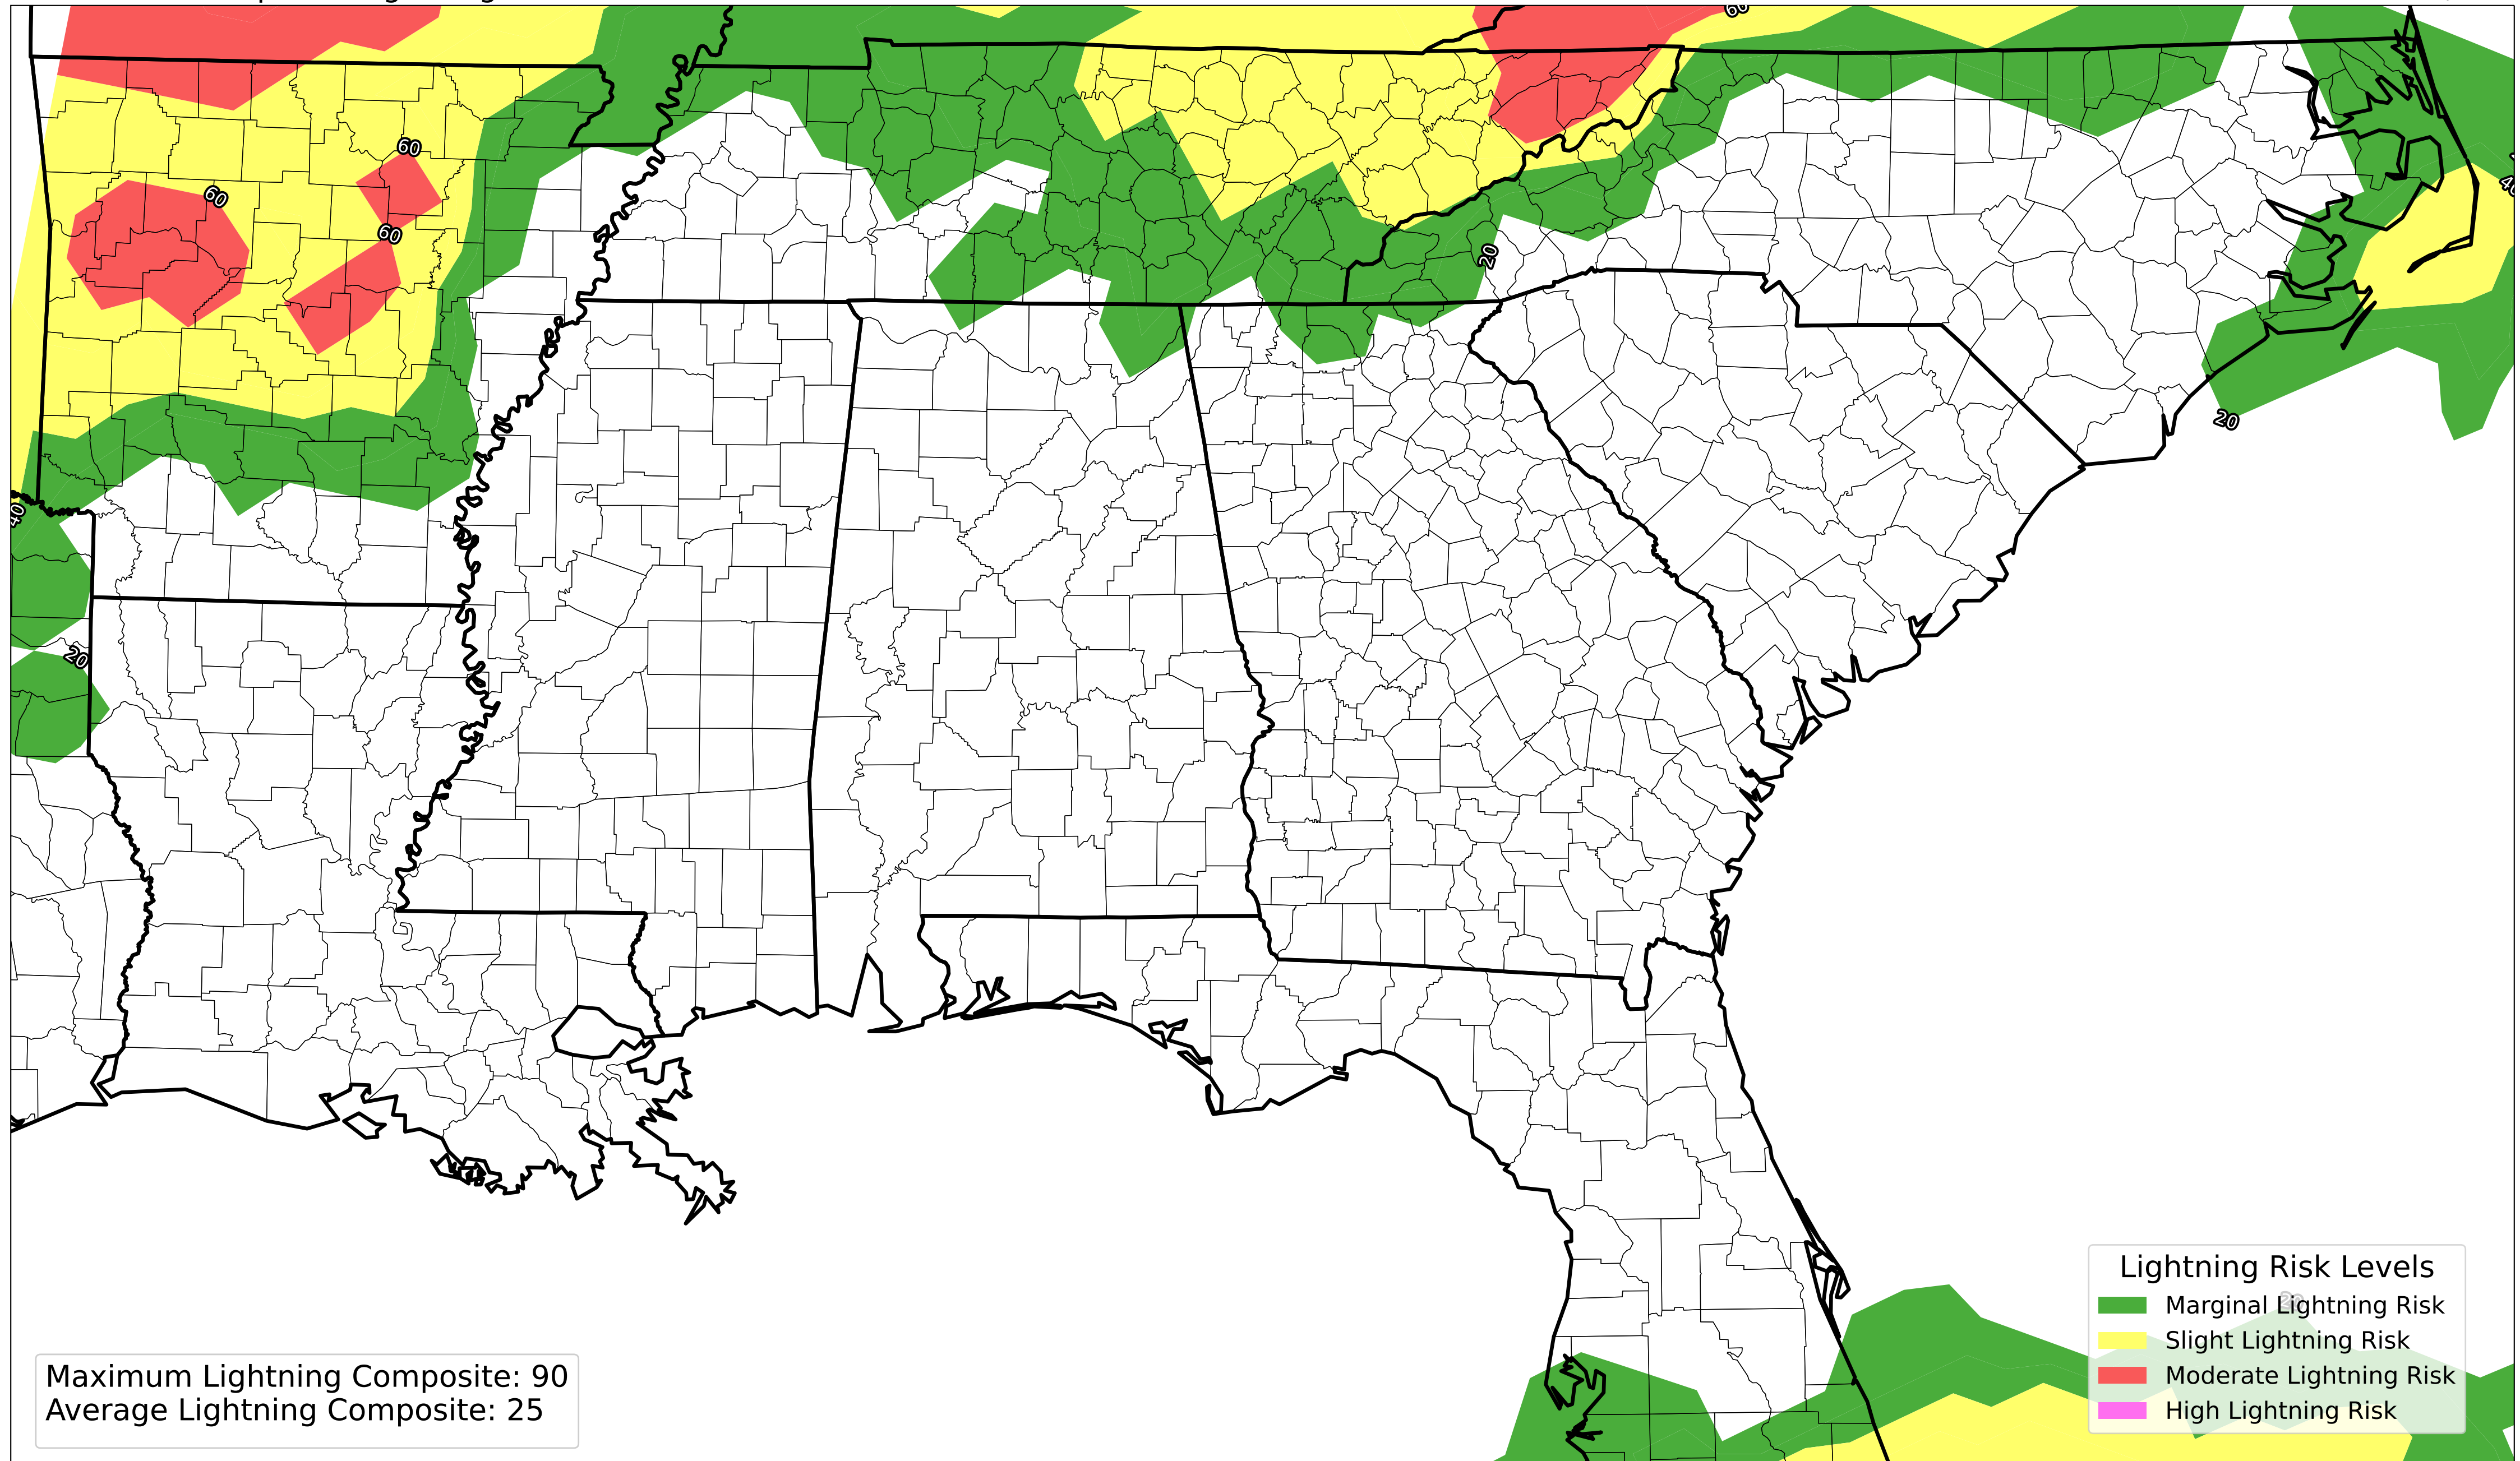 60
60
60
60
40
20
20
40
20
20
Lightning Risk Levels
Marginal Lightning Risk
Slight Lightning Risk
Moderate Lightning Risk
High Lightning Risk
Maximum Lightning Composite: 90
Average Lightning Composite: 25